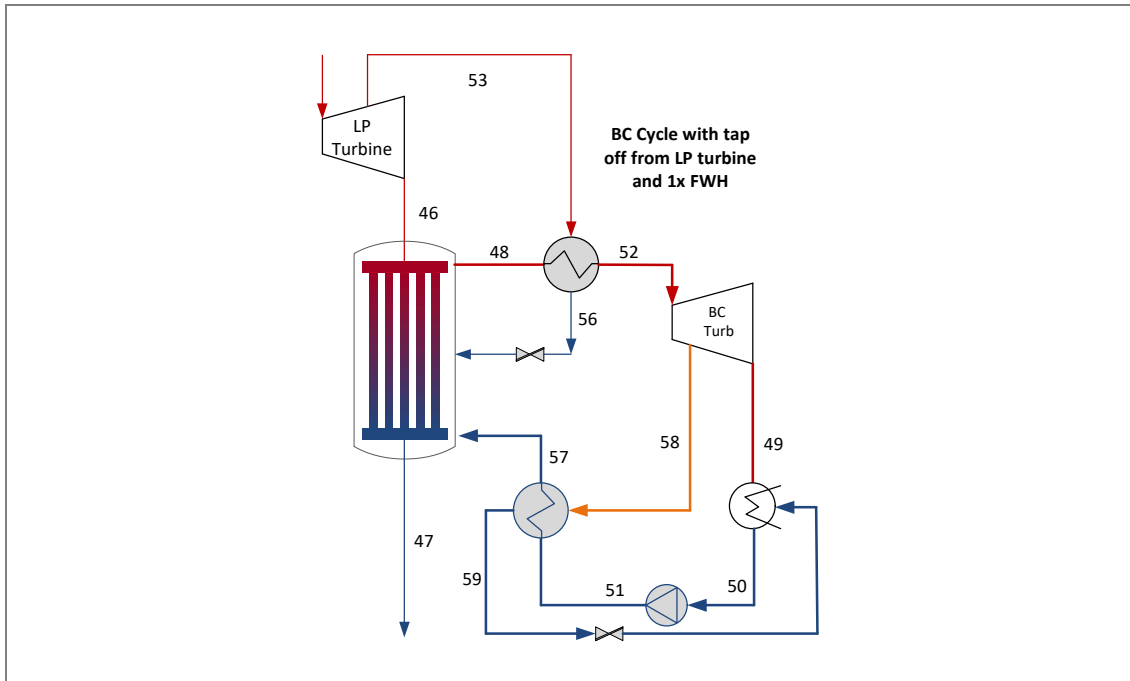 53
LP
Turbine
BC Cycle with tap
off from LP turbine
and 1x FWH
46
48
52
56
BC
Turb
58
49
57
47
59
51
50